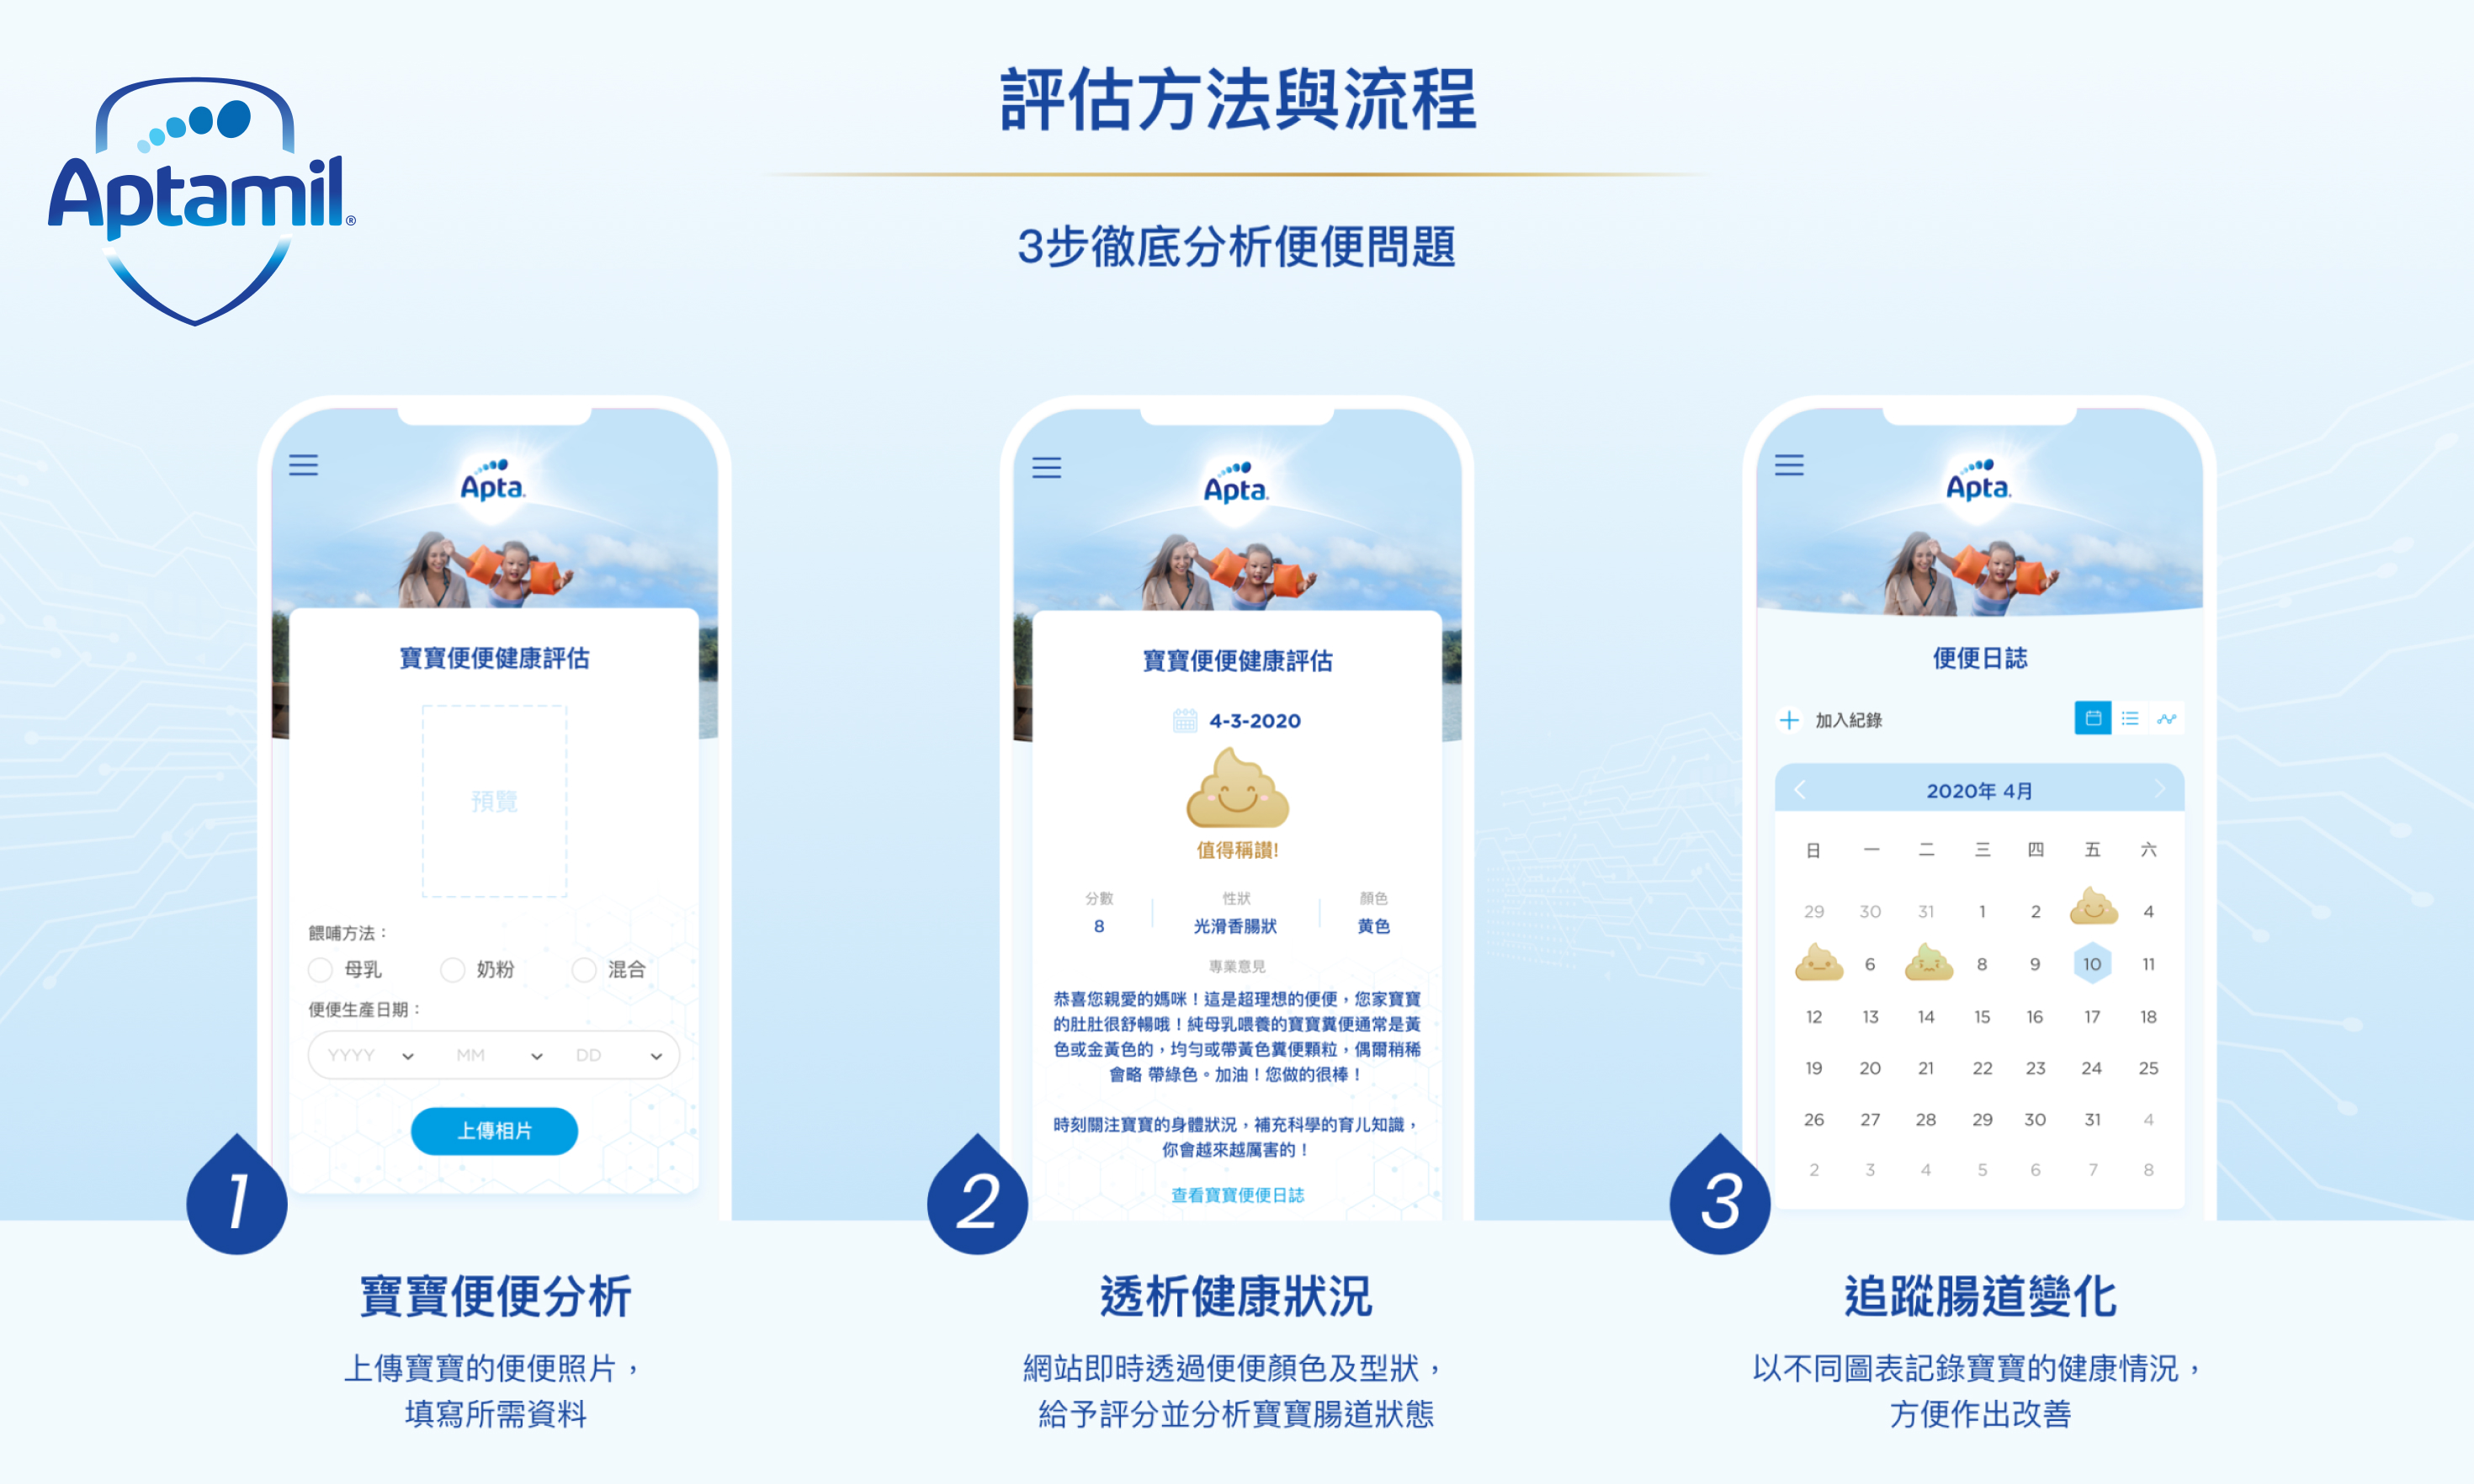 Aptamil®
評估方法與流程
3步徹底分析便便問題
Apta.
寶寶便便健康評估
預覽
餵哺方法：
母乳 奶粉 混合
便便生產日期：
YYYY MM DD
上傳相片
1
寶寶便便分析
上傳寶寶的便便照片，
填寫所需資料
Apta.
寶寶便便健康評估
4-3-2020
值得稱讚!
分數 性狀 顏色
8 光滑香腸狀 黄色
專業意見
恭喜您親愛的媽咪！這是超理想的便便，您家寶寶
的肚肚很舒暢哦！純母乳喂養的寶寶糞便通常是黃
色或金黃色的，均勻或帶黃色糞便顆粒，偶爾稍稀
會略 帶綠色。加油！您做的很棒！
時刻關注寶寶的身體狀況，補充科學的育儿知識，
你會越來越厲害的！
查看寶寶便便日誌
2
透析健康狀況
網站即時透過便便顏色及型狀，
給予評分並分析寶寶腸道狀態
Apta.
便便日誌
加入紀錄
2020年 4月
日 一 二 三 四 五 六
29 30 31 1 2 4
6 8 9 10 11
12 13 14 15 16 17 18
19 20 21 22 23 24 25
26 27 28 29 30 31 4
2 3 4 5 6 7 8
3
追蹤腸道變化
以不同圖表記錄寶寶的健康情況，
方便作出改善